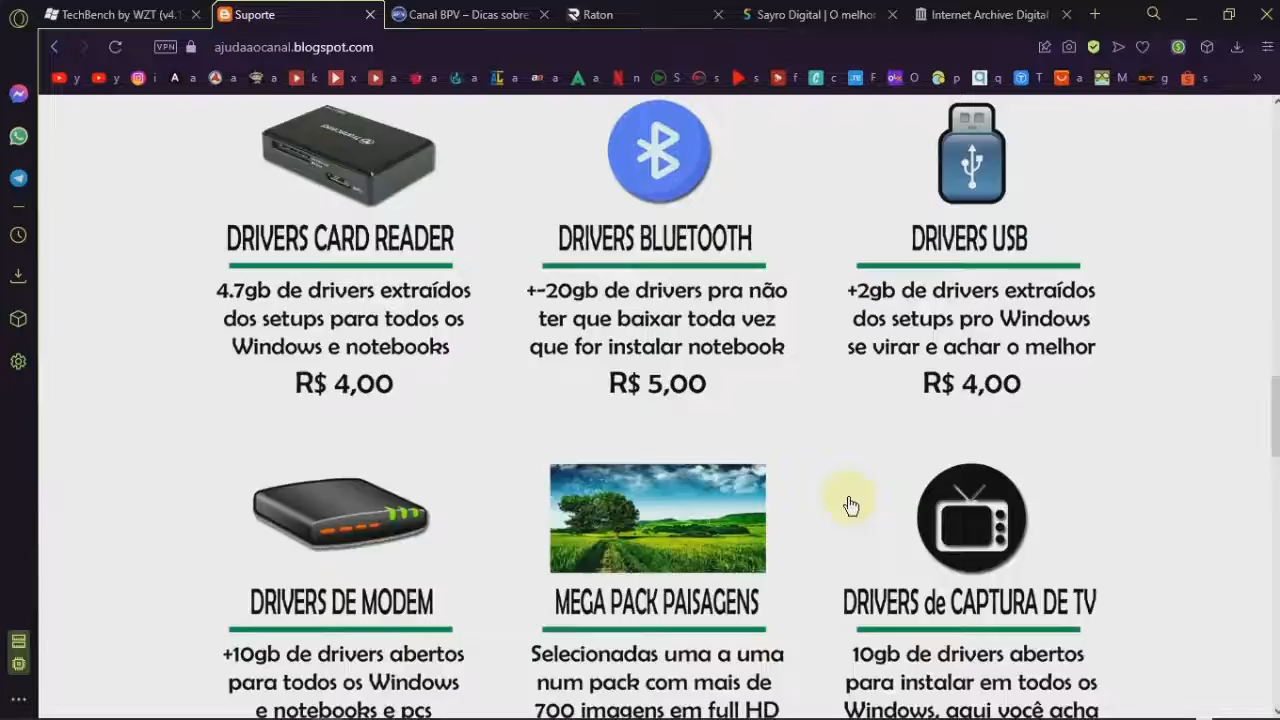 TechBench by WZT (v4.1
Suporte
Canal BPV – Dicas sobre
Raton
Sayro Digital | O melho
Internet Archive: Digital
VPN
ajudaaocanal.blogspot.com
DRIVERS CARD READER
4.7gb de drivers extraídos
dos setups para todos os
Windows e notebooks
R$ 4,00
DRIVERS BLUETOOTH
+-20gb de drivers pra não
ter que baixar toda vez
que for instalar notebook
R$ 5,00
DRIVERS USB
+2gb de drivers extraídos
dos setups pro Windows
se virar e achar o melhor
R$ 4,00
DRIVERS DE MODEM
+10gb de drivers abertos
para todos os Windows
e notebooks e pcs
MEGA PACK PAISAGENS
Selecionadas uma a uma
num pack com mais de
700 imagens em full HD
DRIVERS de CAPTURA DE TV
10gb de drivers abertos
para instalar em todos os
Windows, aqui você acha